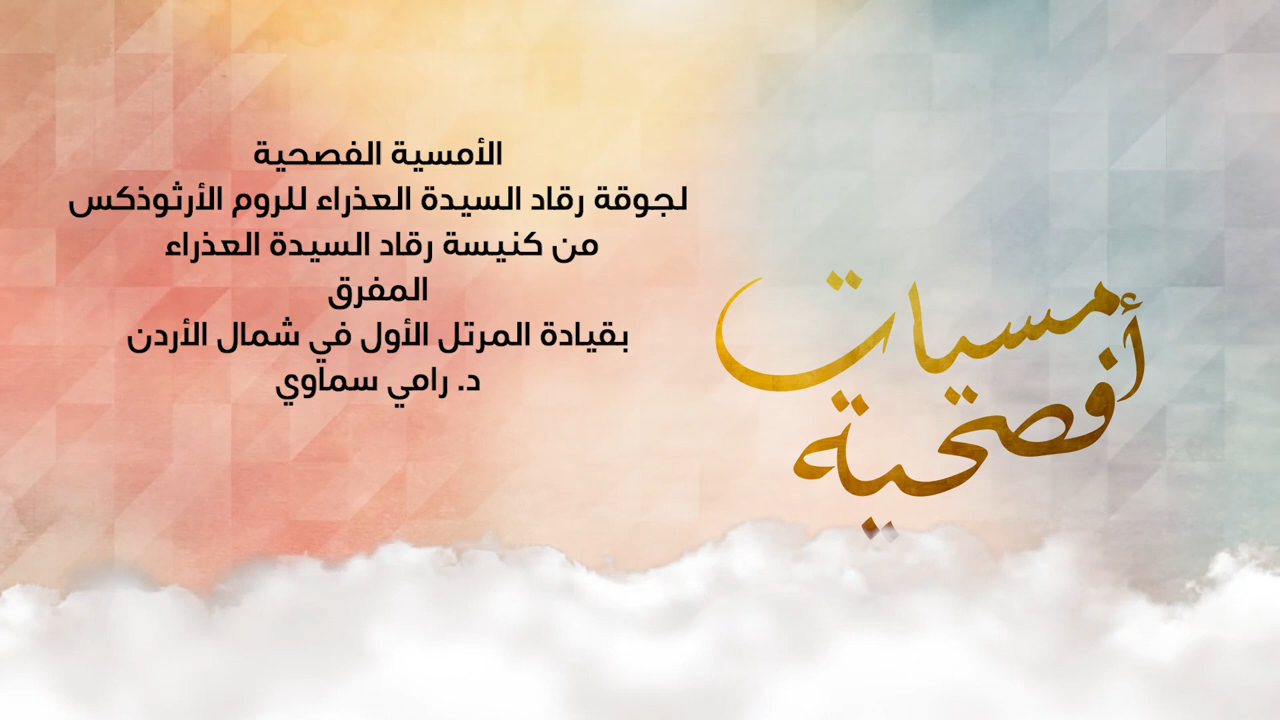 الأمسية الفصحية
لجوقة رقاد السيدة العذراء للروم الأرثوذكس
من كنيسة رقاد السيدة العذراء
المفرق
بقيادة المرتل الأول في شمال الأردن
د. رامي سماوي
أمسيات
فصحية